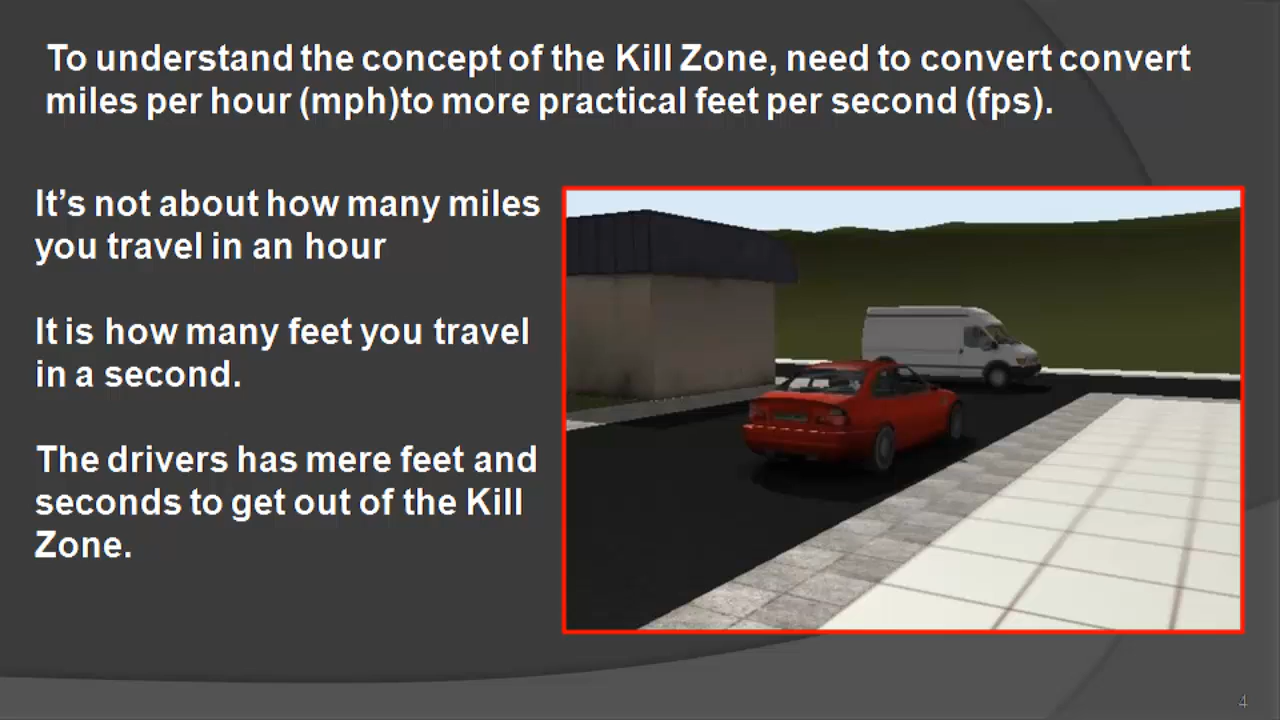 To understand the concept of the Kill Zone, need to convert convert
miles per hour (mph)to more practical feet per second (fps).
It’s not about how many miles
you travel in an hour
It is how many feet you travel
in a second.
The drivers has mere feet and
seconds to get out of the Kill
Zone.
4